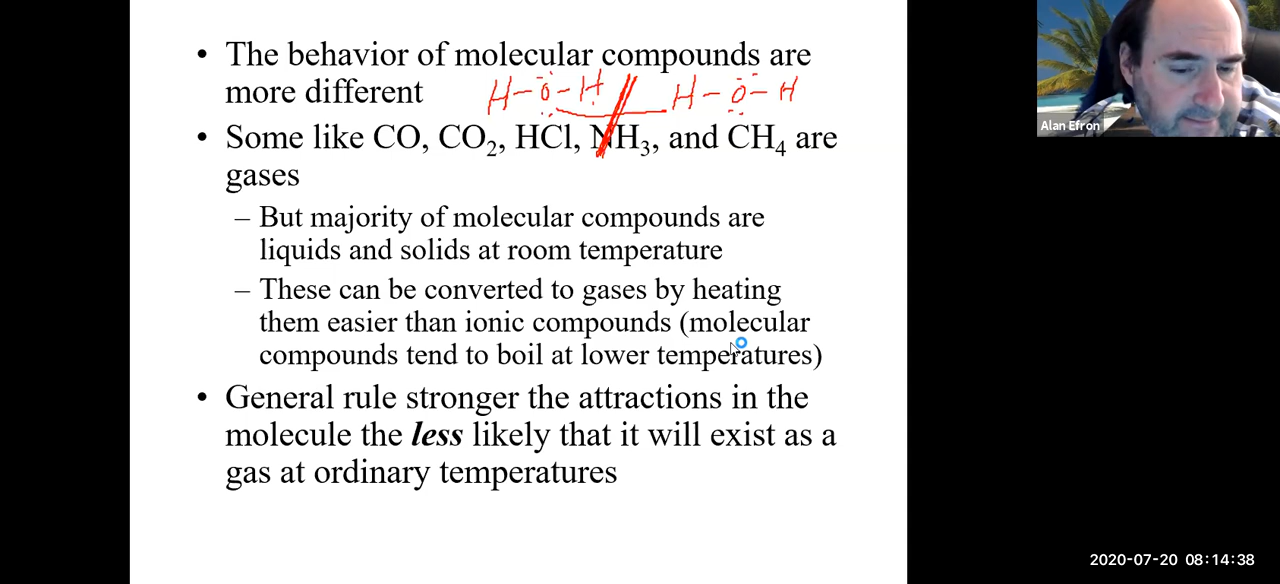 • The behavior of molecular compounds are
more different
H-O-H H-O-H
• Some like CO, CO₂, HCl, NH₃, and CH₄ are
gases
– But majority of molecular compounds are
liquids and solids at room temperature
– These can be converted to gases by heating
them easier than ionic compounds (molecular
compounds tend to boil at lower temperatures)
• General rule stronger the attractions in the
molecule the less likely that it will exist as a
gas at ordinary temperatures
Alan Efron
2020-07-20 08:14:38